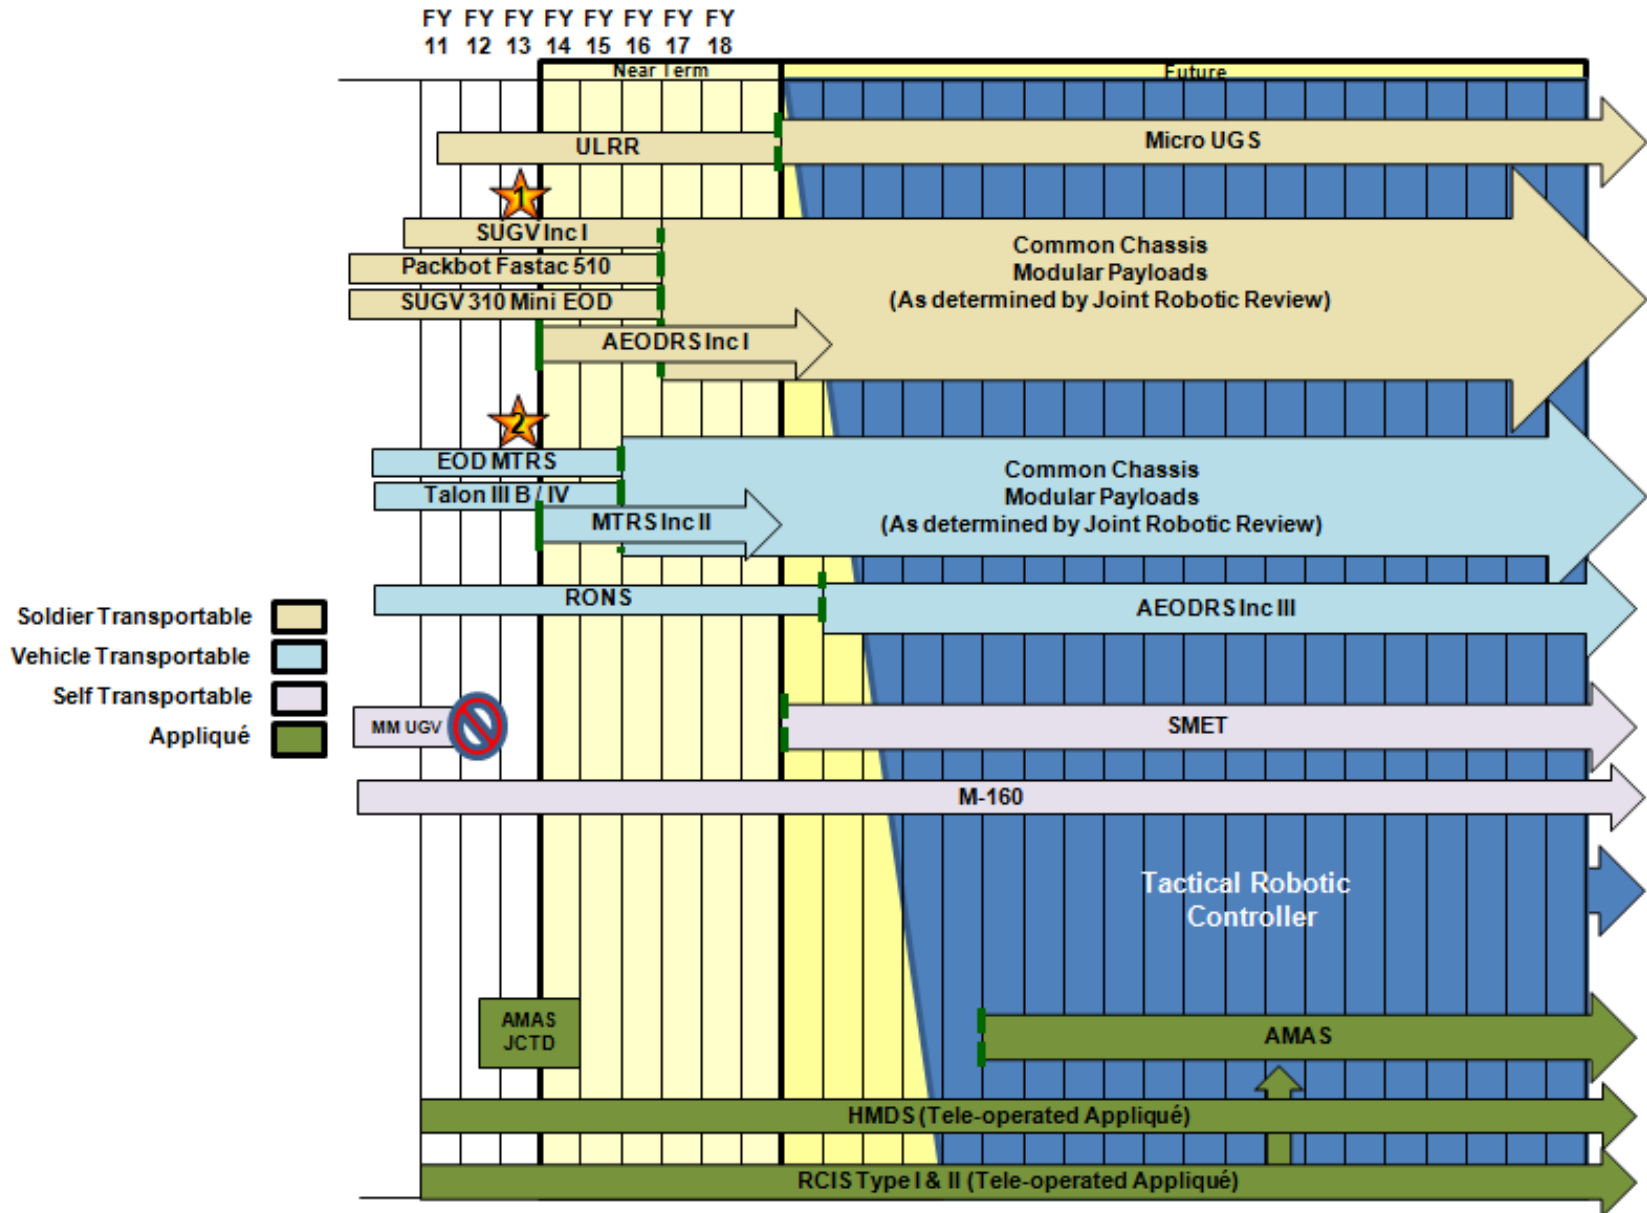 FY FY FY FY FY FY FY FY
11 12 13 14 15 16 17 18
Near Term
Future
ULRR
Micro UGS
1
SUGV Inc I
Packbot Fastac 510
SUGV 310 Mini EOD
AEODRS Inc I
Common Chassis
Modular Payloads
(As determined by Joint Robotic Review)
2
EOD MTRS
Talon III B / IV
MTRS Inc II
Common Chassis
Modular Payloads
(As determined by Joint Robotic Review)
RONS
AEODRS Inc III
Soldier Transportable
Vehicle Transportable
Self Transportable
Appliqué
MM UGV
SMET
M-160
Tactical Robotic
Controller
AMAS
JCTD
AMAS
HMDS (Tele-operated Appliqué)
RCIS Type I & II (Tele-operated Appliqué)